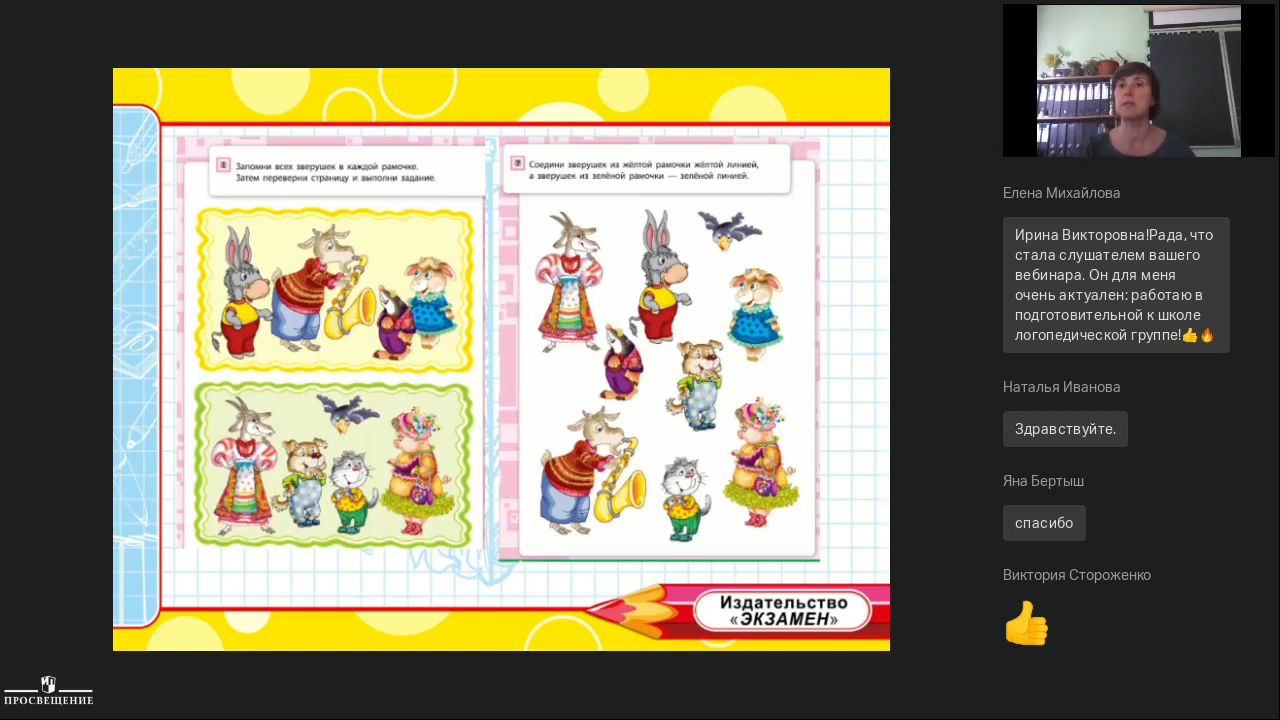 1 Запомни всех зверушек в каждой рамочке.
Затем переверни страницу и выполни задание.
Соедини зверушек из жёлтой рамочки жёлтой линией,
а зверушек из зелёной рамочки — зелёной линией.
Издательство
«ЭКЗАМЕН»
Елена Михайлова
Ирина Викторовна!Рада, что
стала слушателем вашего
вебинара. Он для меня
очень актуален: работаю в
подготовительной к школе
логопедической группе!👍🔥
Наталья Иванова
Здравствуйте.
Яна Бертыш
спасибо
Виктория Стороженко
👍
ПРОСВЕЩЕНИЕ